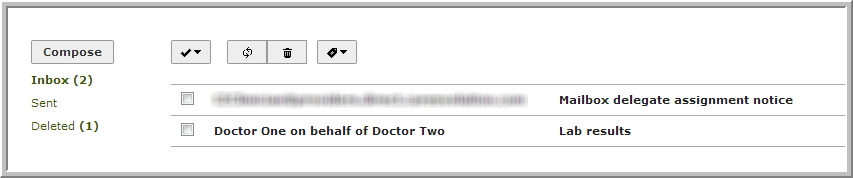 Compose
Inbox (2)
Sent
Deleted (1)
Mailbox delegate assignment notice
Doctor One on behalf of Doctor Two Lab results